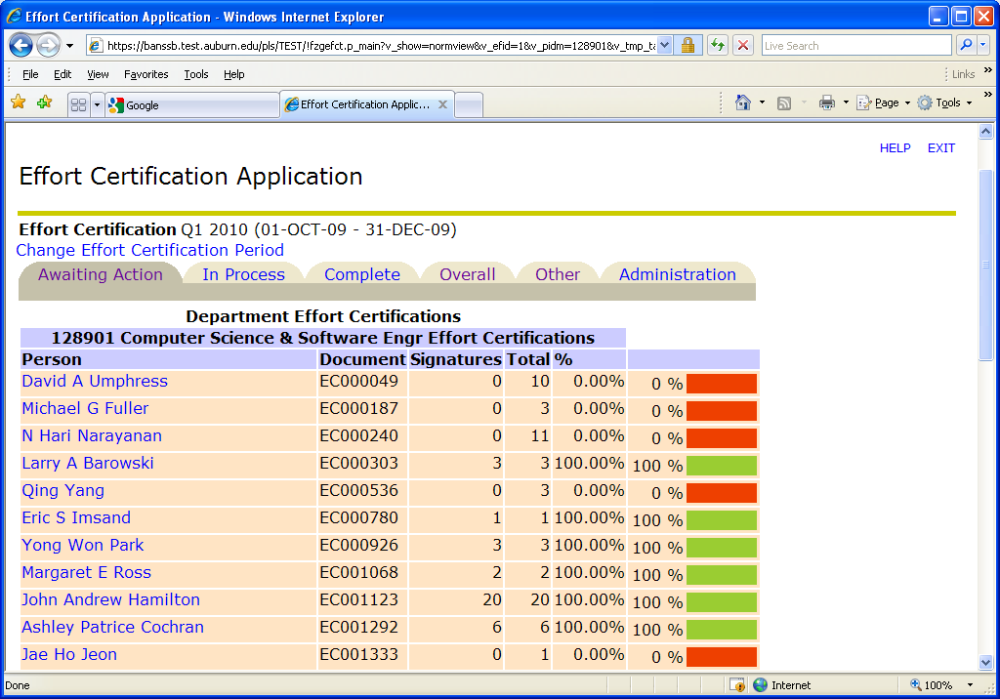 Effort Certification Application - Windows Internet Explorer
https://banssb.test.auburn.edu/pls/TEST/!fzgefct.p_main?v_show=normview&v_efid=1&v_pidm=128901&v_tmp_ta
Live Search
File Edit View Favorites Tools Help
Links »
Google
Effort Certification Applic...
Page Tools »
HELP EXIT
Effort Certification Application
Effort Certification Q1 2010 (01-OCT-09 - 31-DEC-09)
Change Effort Certification Period
Awaiting Action In Process Complete Overall Other Administration
Department Effort Certifications
128901 Computer Science & Software Engr Effort Certifications
Person Document Signatures Total %
David A Umphress EC000049 0 10 0.00% 0 %
Michael G Fuller EC000187 0 3 0.00% 0 %
N Hari Narayanan EC000240 0 11 0.00% 0 %
Larry A Barowski EC000303 3 3 100.00% 100 %
Qing Yang EC000536 0 3 0.00% 0 %
Eric S Imsand EC000780 1 1 100.00% 100 %
Yong Won Park EC000926 3 3 100.00% 100 %
Margaret E Ross EC001068 2 2 100.00% 100 %
John Andrew Hamilton EC001123 20 20 100.00% 100 %
Ashley Patrice Cochran EC001292 6 6 100.00% 100 %
Jae Ho Jeon EC001333 0 1 0.00% 0 %
Done Internet 100%